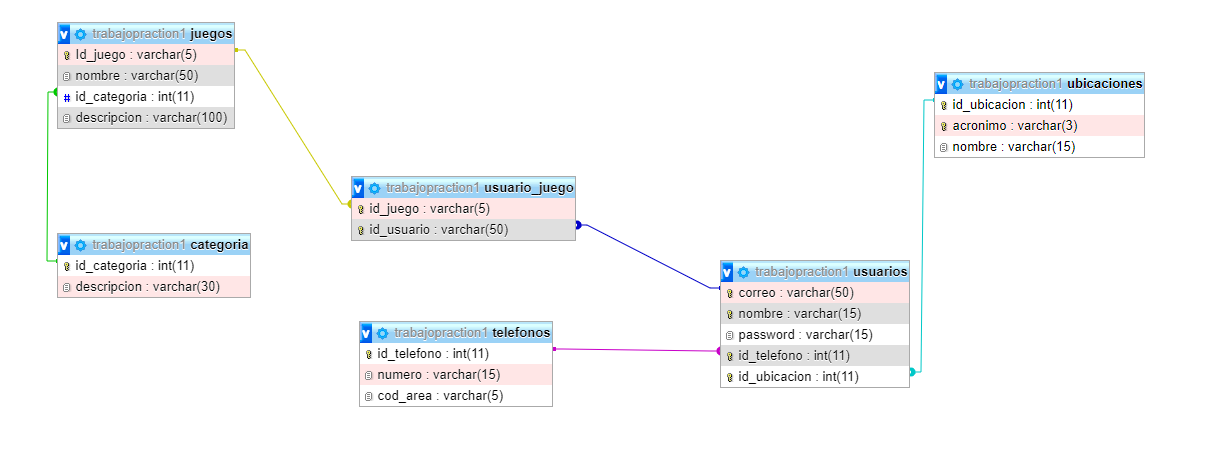 v trabajopraction1 juegos
Id_juego : varchar(5)
nombre : varchar(50)
# id_categoria : int(11)
descripcion : varchar(100)
v trabajopraction1 ubicaciones
id_ubicacion : int(11)
acronimo : varchar(3)
nombre : varchar(15)
v trabajopraction1 usuario_juego
id_juego : varchar(5)
id_usuario : varchar(50)
v trabajopraction1 categoria
id_categoria : int(11)
descripcion : varchar(30)
v trabajopraction1 usuarios
correo : varchar(50)
nombre : varchar(15)
password : varchar(15)
id_telefono : int(11)
id_ubicacion : int(11)
v trabajopraction1 telefonos
id_telefono : int(11)
numero : varchar(15)
cod_area : varchar(5)